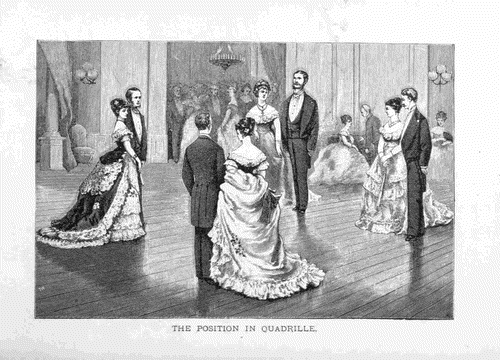 THE POSITION IN QUADRILLE.